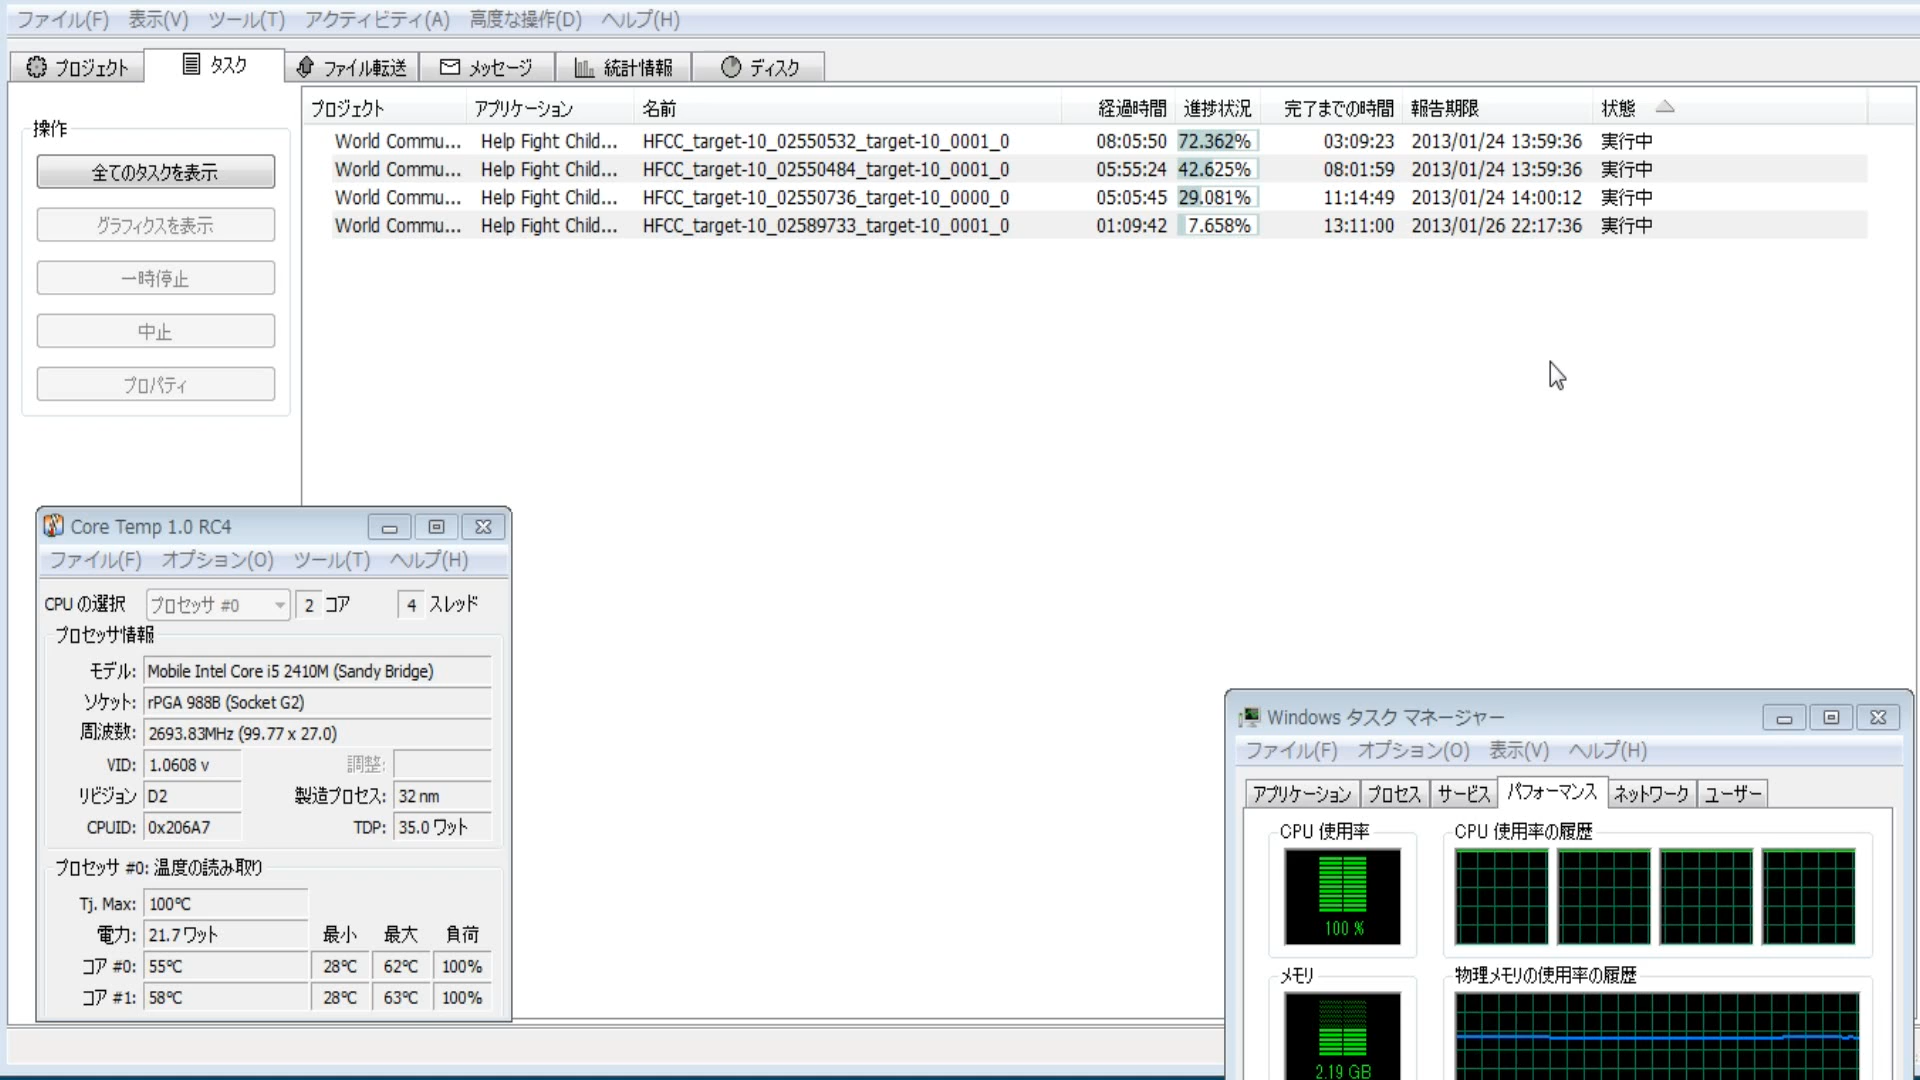 ファイル(F) 表示(V) ツール(T) アクティビティ(A) 高度な操作(D) ヘルプ(H)
プロジェクト タスク ファイル転送 メッセージ 統計情報 ディスク
プロジェクト アプリケーション 名前 経過時間 進捗状況 完了までの時間 報告期限 状態
World Commu... Help Fight Child... HFCC_target-10_02550532_target-10_0001_0 08:05:50 72.362% 03:09:23 2013/01/24 13:59:36 実行中
World Commu... Help Fight Child... HFCC_target-10_02550484_target-10_0001_0 05:55:24 42.625% 08:01:59 2013/01/24 13:59:36 実行中
World Commu... Help Fight Child... HFCC_target-10_02550736_target-10_0000_0 05:05:45 29.081% 11:14:49 2013/01/24 14:00:12 実行中
World Commu... Help Fight Child... HFCC_target-10_02589733_target-10_0001_0 01:09:42 7.658% 13:11:00 2013/01/26 22:17:36 実行中
操作
全てのタスクを表示
グラフィクスを表示
一時停止
中止
プロパティ
Core Temp 1.0 RC4
ファイル(F) オプション(O) ツール(T) ヘルプ(H)
CPU の選択 プロセッサ #0 2 コア 4 スレッド
プロセッサ情報
モデル: Mobile Intel Core i5 2410M (Sandy Bridge)
ソケット: rPGA 988B (Socket G2)
周波数: 2693.83MHz (99.77 x 27.0)
VID: 1.0608 v 調整:
リビジョン D2 製造プロセス: 32 nm
CPUID: 0x206A7 TDP: 35.0 ワット
プロセッサ #0: 温度の読み取り
Tj. Max: 100℃
電力: 21.7 ワット 最小 最大 負荷
コア #0: 55℃ 28℃ 62℃ 100%
コア #1: 58℃ 28℃ 63℃ 100%
Windows タスク マネージャー
ファイル(F) オプション(O) 表示(V) ヘルプ(H)
アプリケーション プロセス サービス パフォーマンス ネットワーク ユーザー
CPU 使用率 CPU 使用率の履歴
100 %
メモリ 物理メモリの使用率の履歴
2.19 GB